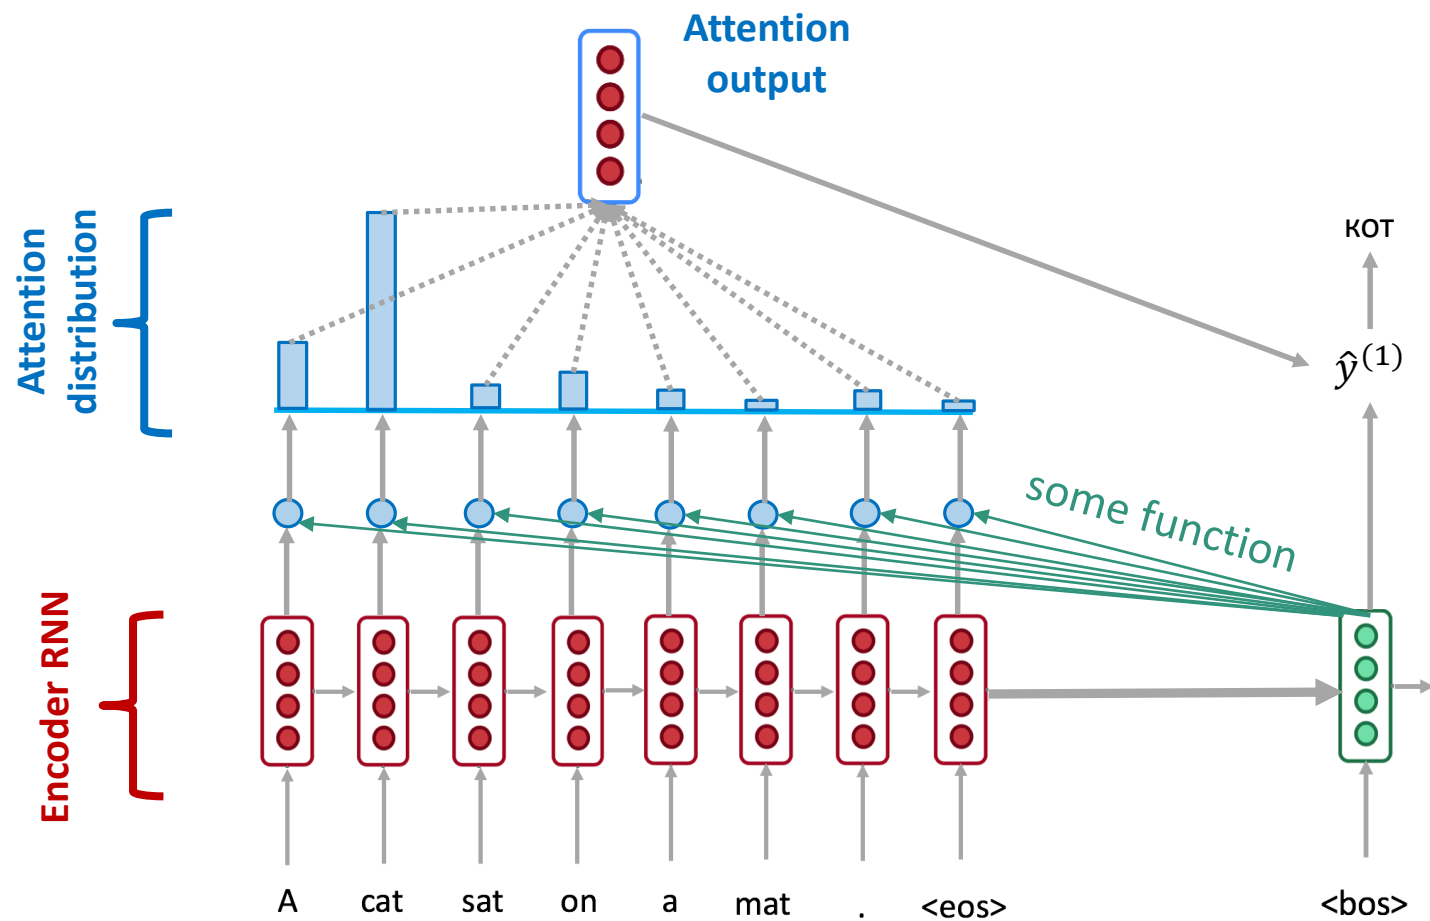 Attention
output
Attention
distribution
кот
ŷ⁽¹⁾
some function
Encoder RNN
A cat sat on a mat . <eos> <bos>